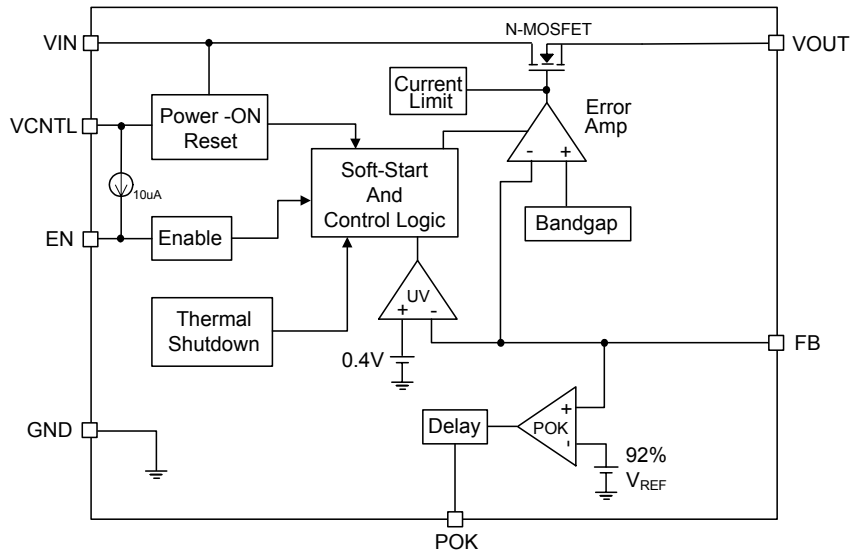 N-MOSFET
VIN
VOUT
Current
Limit
Error
Amp
VCNTL
Power -ON
Reset
- +
Soft-Start
And
Control Logic
10uA
Bandgap
EN
Enable
UV
+ -
Thermal
Shutdown
0.4V
FB
GND
Delay
POK
+
-
92%
VREF
POK